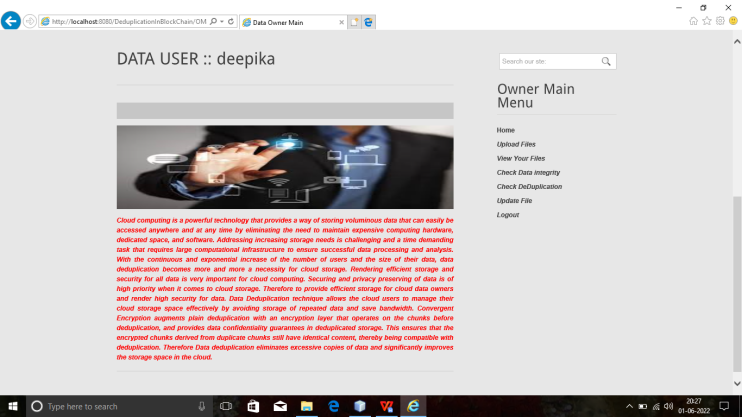 http://localhost:8080/DeduplicationInBlockChain/OM
Data Owner Main
DATA USER :: deepika
Search our site:
Owner Main
Menu
Home
Upload Files
View Your Files
Check Data integrity
Check DeDuplication
Update File
Logout
Cloud computing is a powerful technology that provides a way of storing voluminous data that can easily be
accessed anywhere and at any time by eliminating the need to maintain expensive computing hardware,
dedicated space, and software. Addressing increasing storage needs is challenging and a time demanding
task that requires large computational infrastructure to ensure successful data processing and analysis.
With the continuous and exponential increase of the number of users and the size of their data, data
deduplication becomes more and more a necessity for cloud storage. Rendering efficient storage and
security for all data is very important for cloud computing. Securing and privacy preserving of data is of
high priority when it comes to cloud storage. Therefore to provide efficient storage for cloud data owners
and render high security for data. Data Deduplication technique allows the cloud users to manage their
cloud storage space effectively by avoiding storage of repeated data and save bandwidth. Convergent
Encryption augments plain deduplication with an encryption layer that operates on the chunks before
deduplication, and provides data confidentiality guarantees in deduplicated storage. This ensures that the
encrypted chunks derived from duplicate chunks still have identical content, thereby being compatible with
deduplication. Therefore Data deduplication eliminates excessive copies of data and significantly improves
the storage space in the cloud.
Type here to search
20:27
01-06-2022